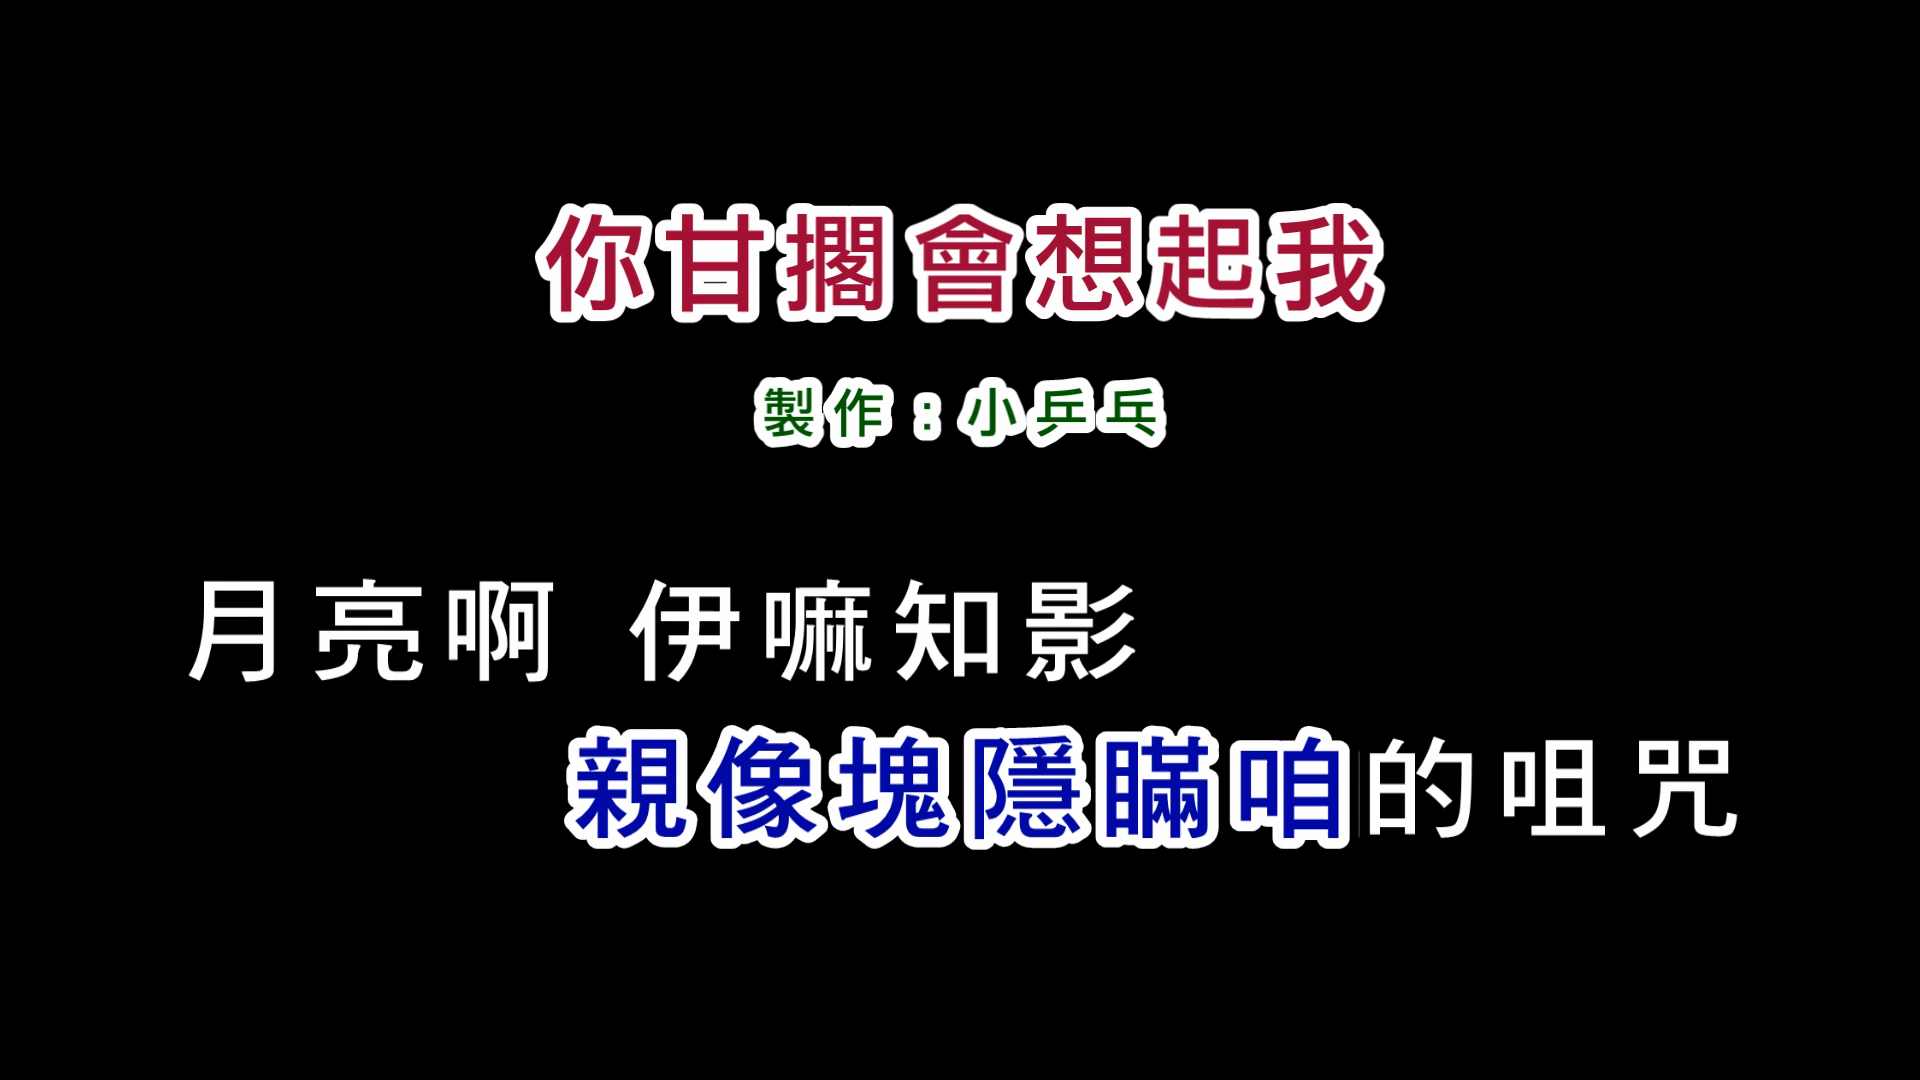 你甘擱會想起我
製作：小乒乓
月亮啊 伊嘛知影
親像塊隱瞞咱的咀咒